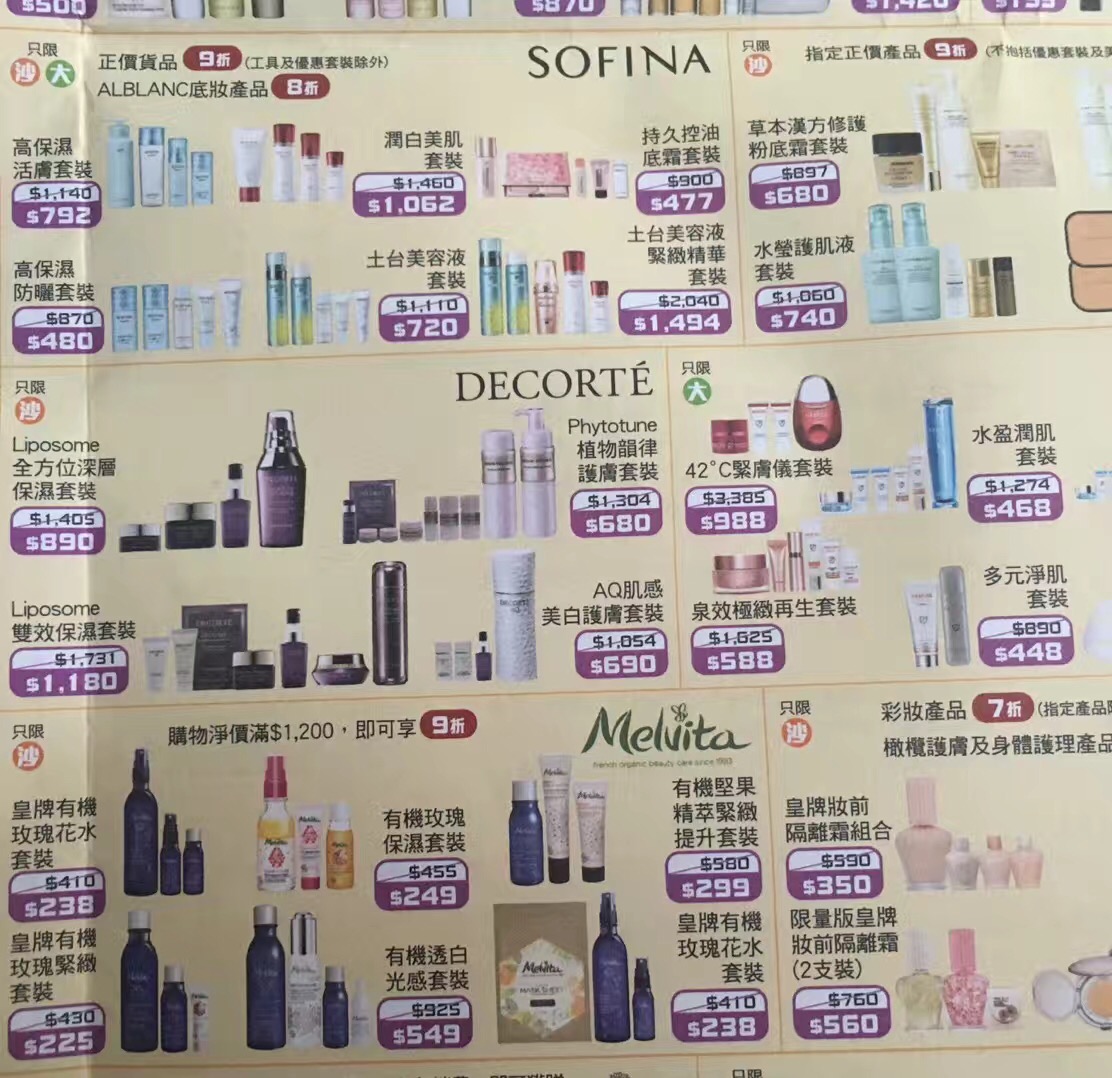 $500
$870
$1,420
只限
沙 大
正價貨品 9折 (工具及優惠套裝除外)
ALBLANC底妝產品 8折
SOFINA
高保濕
活膚套裝
$1,140
$792
潤白美肌
套裝
$1,460
$1,062
持久控油
底霜套裝
$900
$477
高保濕
防曬套裝
$870
$480
土台美容液
套裝
$1,110
$720
土台美容液
緊緻精華
套裝
$2,040
$1,494
只限
沙
指定正價產品 9折 (不包括優惠套裝及
草本漢方修護
粉底霜套裝
$897
$680
水瑩護肌液
套裝
$1,060
$740
只限
沙
DECORTÉ
Liposome
全方位深層
保濕套裝
$1,405
$890
Phytotune
植物韻律
護膚套裝
$1,304
$680
Liposome
雙效保濕套裝
$1,731
$1,180
AQ肌感
美白護膚套裝
$1,054
$690
只限
大
42°C緊膚儀套裝
$3,385
$988
水盈潤肌
套裝
$1,274
$468
泉效極緻再生套裝
$1,625
$588
多元淨肌
套裝
$890
$448
只限
沙
購物淨價滿$1,200,即可享 9折
Melvita
french organic beauty care since 1983
皇牌有機
玫瑰花水
套裝
$410
$238
有機玫瑰
保濕套裝
$455
$249
有機堅果
精萃緊緻
提升套裝
$580
$299
皇牌有機
玫瑰緊緻
套裝
$430
$225
有機透白
光感套裝
$925
$549
Melvita
MASK SHEET
皇牌有機
玫瑰花水
套裝
$410
$238
只限
沙
彩妝產品 7折 (指定產品
橄欖護膚及身體護理產品
皇牌妝前
隔離霜組合
$590
$350
限量版皇牌
妝前隔離霜
(2支裝)
$760
$560
只限